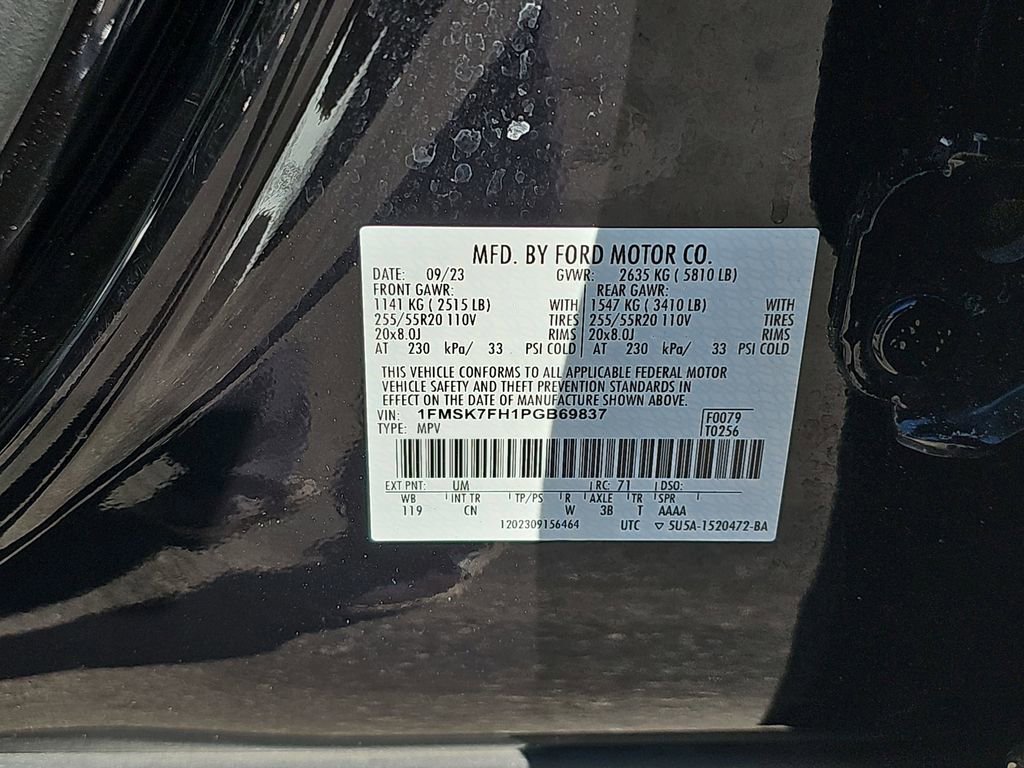 MFD. BY FORD MOTOR CO.
DATE: 09/23 GVWR: 2635 KG ( 5810 LB)
FRONT GAWR: REAR GAWR:
1141 KG ( 2515 LB) WITH 1547 KG ( 3410 LB) WITH
255/55R20 110V TIRES 255/55R20 110V TIRES
20x8.0J RIMS 20x8.0J RIMS
AT 230 kPa/ 33 PSI COLD AT 230 kPa/ 33 PSI COLD
THIS VEHICLE CONFORMS TO ALL APPLICABLE FEDERAL MOTOR
VEHICLE SAFETY AND THEFT PREVENTION STANDARDS IN
EFFECT ON THE DATE OF MANUFACTURE SHOWN ABOVE.
VIN: 1FMSK7FH1PGB69837 F0079
TYPE: MPV T0256
EXT PNT: UM RC: 71 DSO:
WB INT TR TP/PS R AXLE TR SPR
119 CN W 3B T AAAA
1202309156464 UTC ▽ 5U5A-1520472-BA